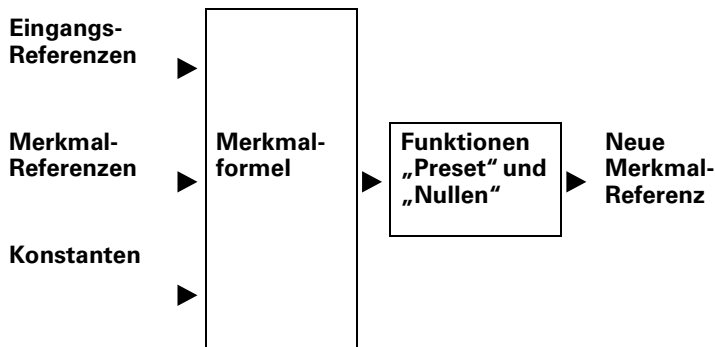 Eingangs-
Referenzen
Merkmal-
Referenzen
Konstanten
Merkmal-
formel
Funktionen
„Preset“ und
„Nullen“
Neue
Merkmal-
Referenz